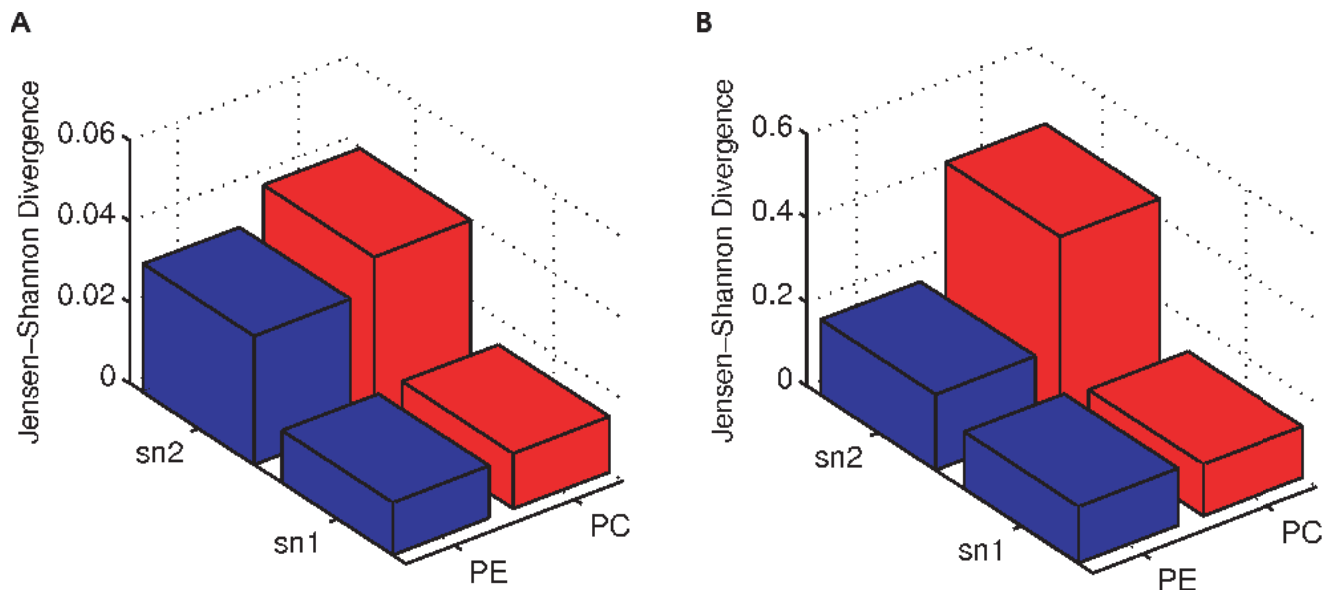 A
Jensen–Shannon Divergence
0.06
0.04
0.02
0
sn2
sn1
PE
PC
B
Jensen–Shannon Divergence
0.6
0.4
0.2
0
sn2
sn1
PE
PC